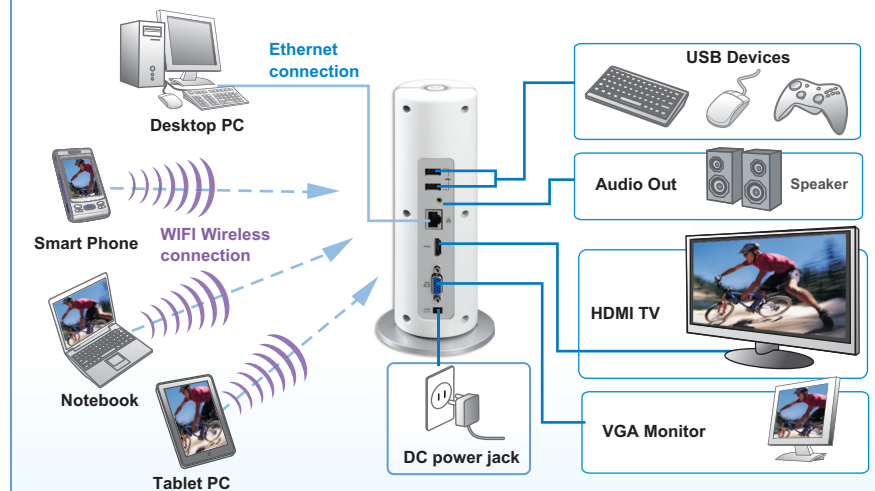 Ethernet
connection
USB Devices
Desktop PC
Audio Out
Speaker
Smart Phone
WIFI Wireless
connection
HDMI TV
Notebook
VGA Monitor
DC power jack
Tablet PC